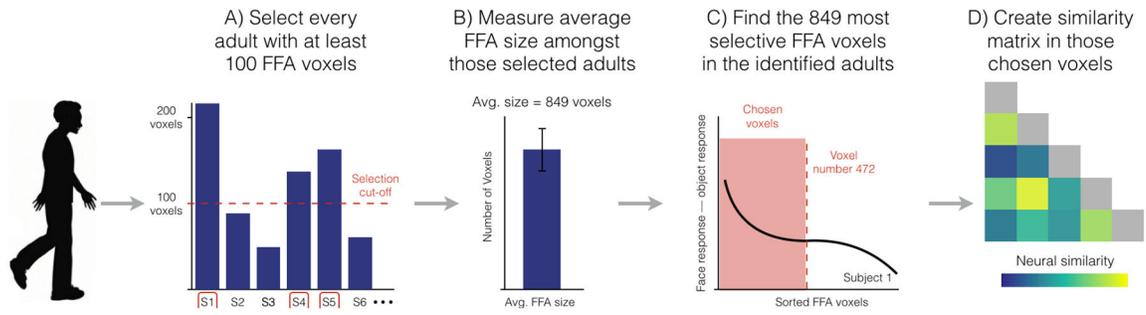 A) Select every
adult with at least
100 FFA voxels
200
voxels
100
voxels
Selection
cut-off
S1 S2 S3 S4 S5 S6 •••
B) Measure average
FFA size amongst
those selected adults
Avg. size = 849 voxels
Number of Voxels
Avg. FFA size
C) Find the 849 most
selective FFA voxels
in the identified adults
Chosen
voxels
Voxel
number 472
Face response — object response
Subject 1
Sorted FFA voxels
D) Create similarity
matrix in those
chosen voxels
Neural similarity